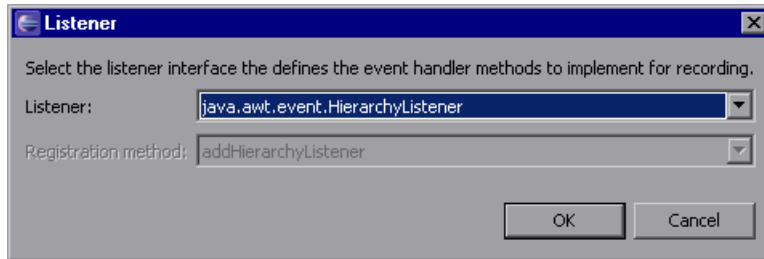 Listener
Select the listener interface the defines the event handler methods to implement for recording.
Listener: java.awt.event.HierarchyListener
Registration method: addHierarchyListener
OK Cancel